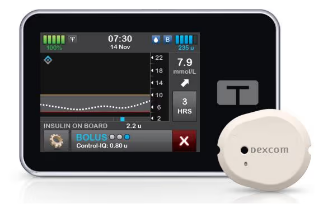 07:30
100% T 14 Nov B 235 u
22
18
14
10
6
2
7.9
mmol/L
3
HRS
INSULIN ON BOARD 2.2 u
BOLUS
Control-IQ: 0.80 u
X
T
DEXCOM